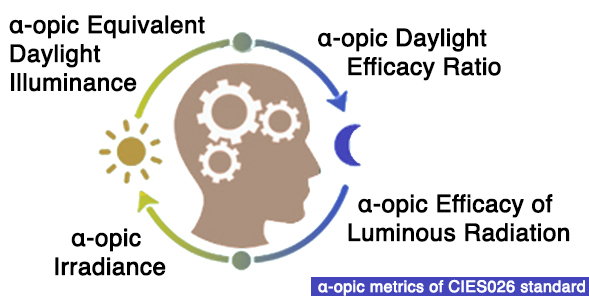 α-opic Equivalent
Daylight
Illuminance
α-opic Daylight
Efficacy Ratio
α-opic Efficacy of
Luminous Radiation
α-opic
Irradiance
α-opic metrics of CIES026 standard